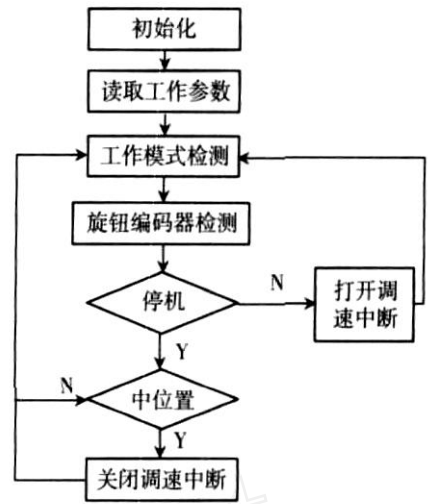 初始化
读取工作参数
工作模式检测
旋钮编码器检测
停机
N
打开调
速中断
Y
N
中位置
Y
关闭调速中断